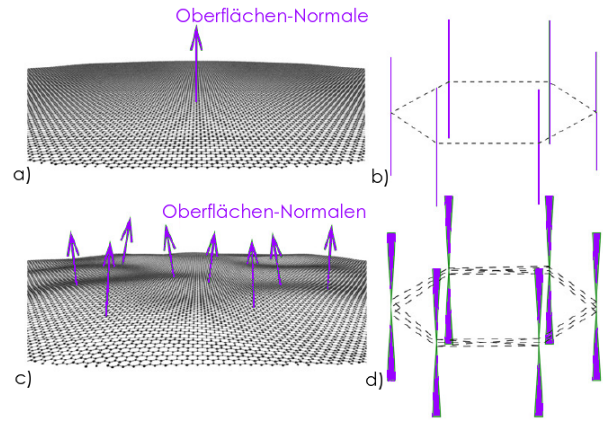 Oberflächen-Normale
a)
b)
Oberflächen-Normalen
c)
d)